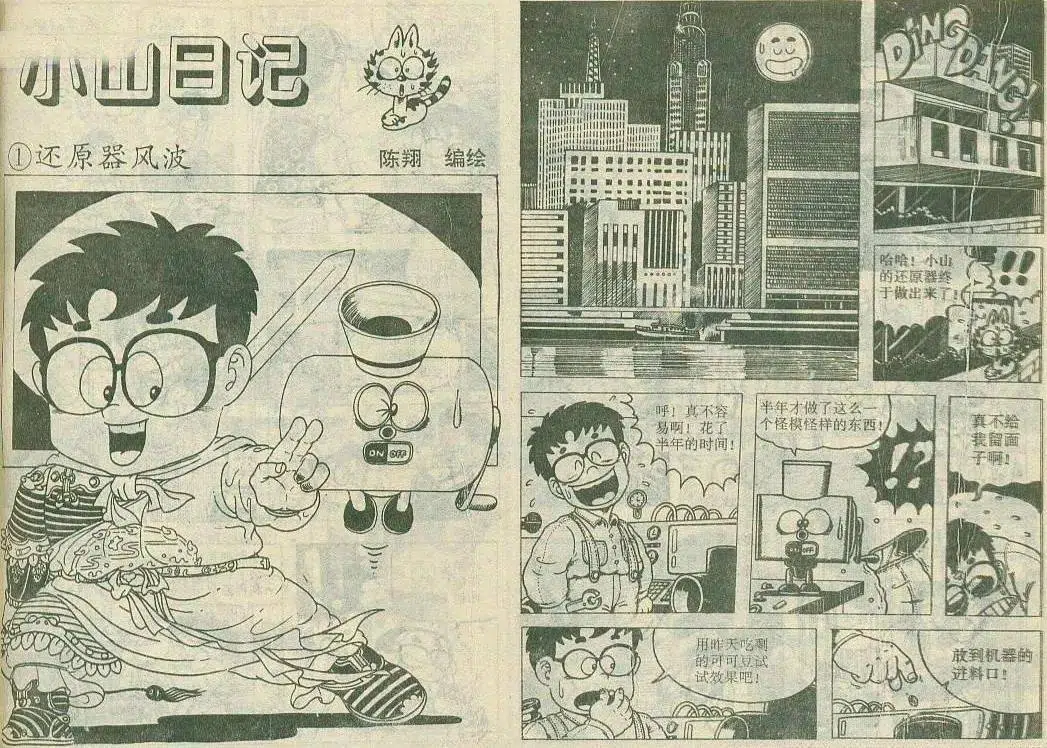 小山日记
①还原器风波
陈翔 编绘
ON OFF
DING
DANG!
哈哈！小山
的还原器终
于做出来了！
!!
呼！真不容
易啊！花了
半年的时间！
半年才做了这么一
个怪模怪样的东西！
!?
ON OFF
真不给
我留面
子啊！
用昨天吃剩
的可可豆试
试效果吧！
放到机器的
进料口！